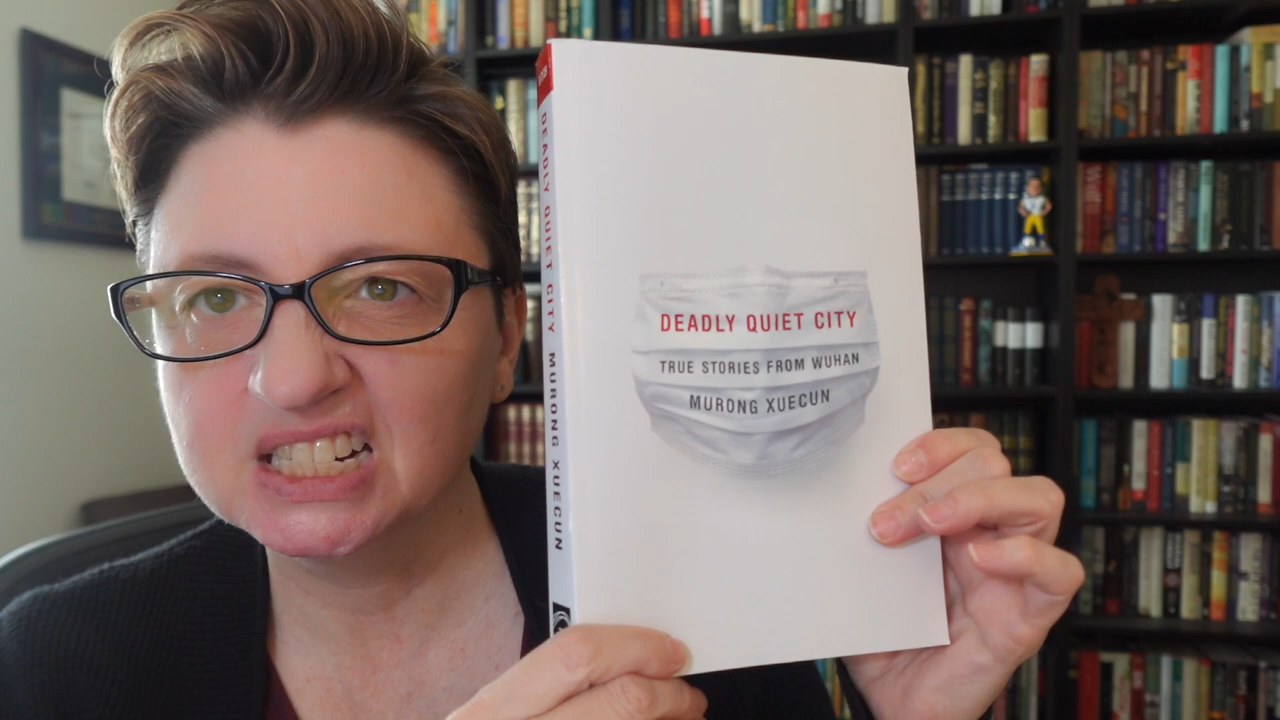 DEADLY QUIET CITY MURONG XUECUN
DEADLY QUIET CITY
TRUE STORIES FROM WUHAN
MURONG XUECUN